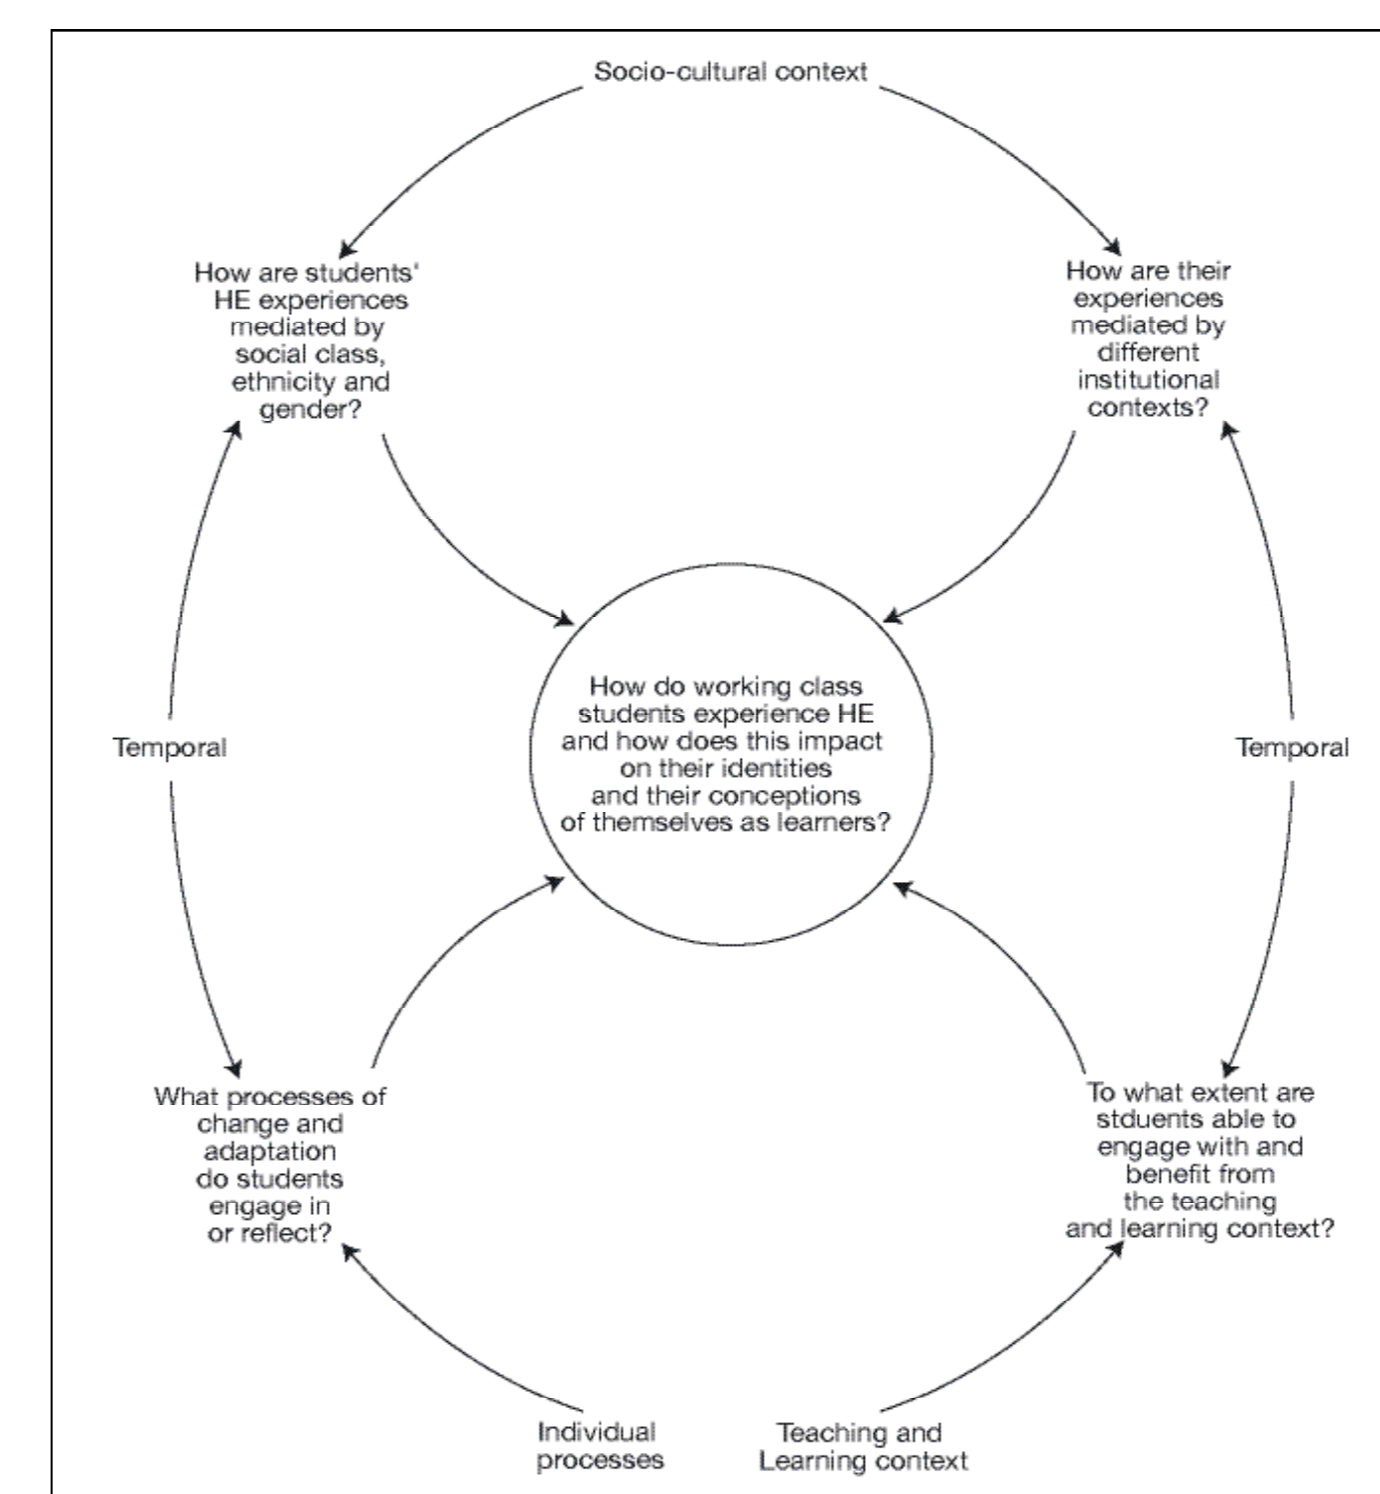 Socio-cultural context
How are students'
HE experiences
mediated by
social class,
ethnicity and
gender?
How are their
experiences
mediated by
different
institutional
contexts?
How do working class
students experience HE
and how does this impact
on their identities
and their conceptions
of themselves as learners?
Temporal
Temporal
What processes of
change and
adaptation
do students
engage in
or reflect?
To what extent are
stduents able to
engage with and
benefit from
the teaching
and learning context?
Individual
processes
Teaching and
Learning context